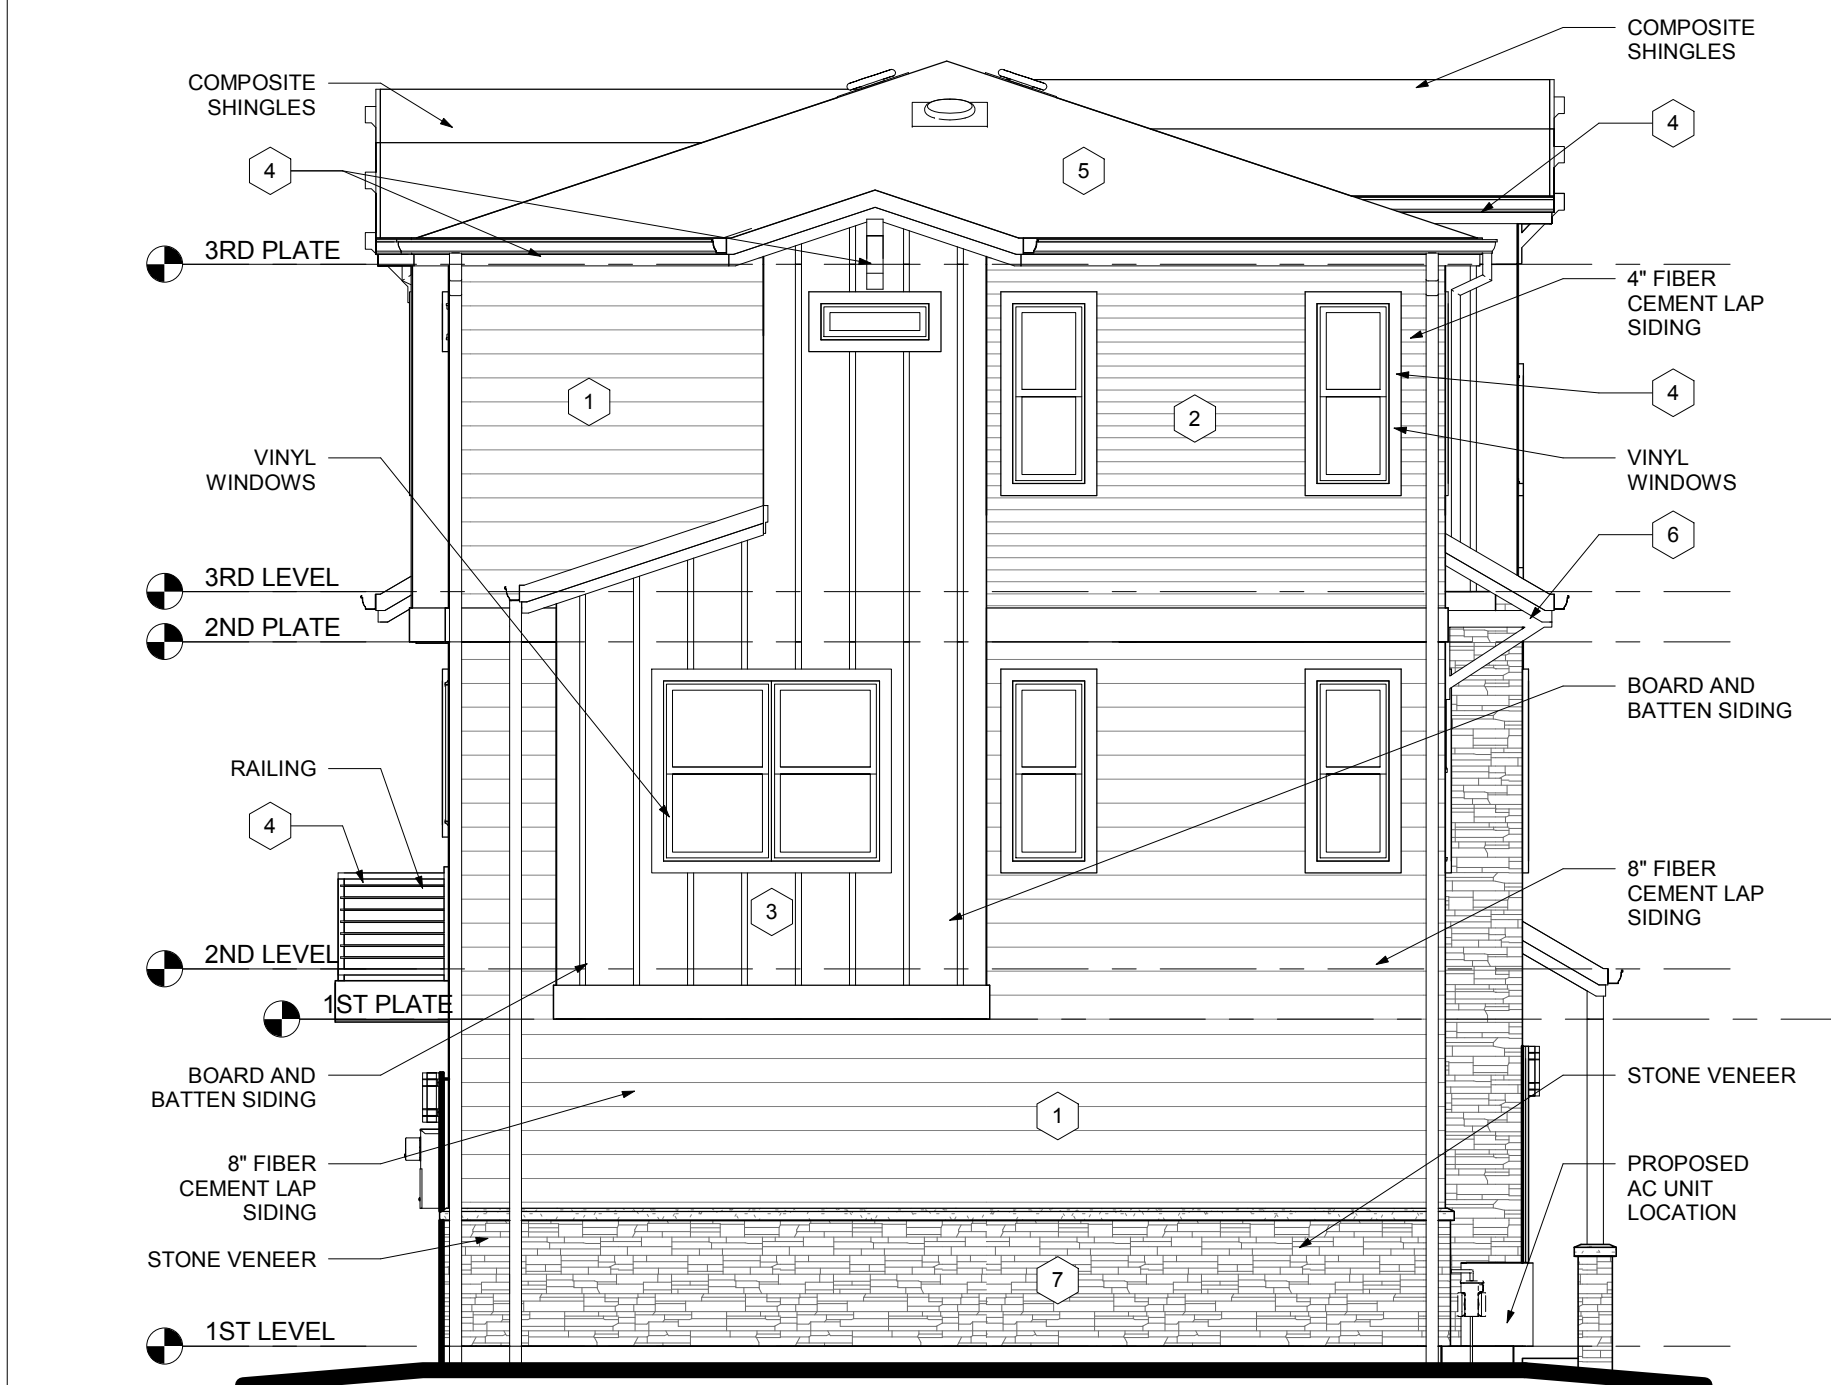 COMPOSITE
SHINGLES
COMPOSITE
SHINGLES
4
4
5
3RD PLATE
4" FIBER
CEMENT LAP
SIDING
1
2
4
VINYL
WINDOWS
VINYL
WINDOWS
6
3RD LEVEL
2ND PLATE
BOARD AND
BATTEN SIDING
RAILING
4
8" FIBER
CEMENT LAP
SIDING
3
2ND LEVEL
1ST PLATE
BOARD AND
BATTEN SIDING
STONE VENEER
1
8" FIBER
CEMENT LAP
SIDING
PROPOSED
AC UNIT
LOCATION
STONE VENEER
7
1ST LEVEL